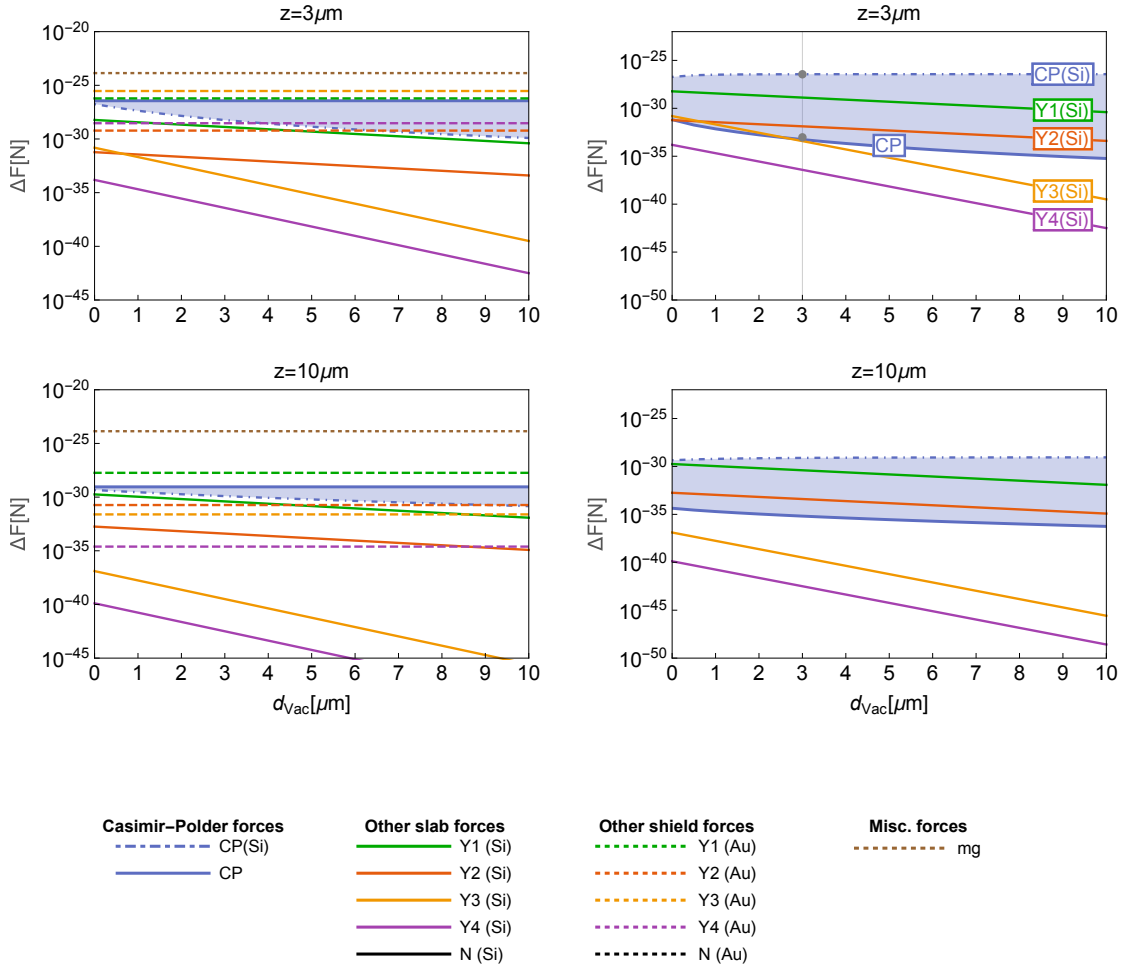 z=3μm
ΔF[N]
10^-20
10^-25
10^-30
10^-35
10^-40
10^-45
0 1 2 3 4 5 6 7 8 9 10
z=3μm
ΔF[N]
10^-25
10^-30
10^-35
10^-40
10^-45
10^-50
CP(Si)
Y1(Si)
Y2(Si)
CP
Y3(Si)
Y4(Si)
0 1 2 3 4 5 6 7 8 9 10
z=10μm
ΔF[N]
10^-20
10^-25
10^-30
10^-35
10^-40
10^-45
0 1 2 3 4 5 6 7 8 9 10
d_Vac[μm]
z=10μm
ΔF[N]
10^-25
10^-30
10^-35
10^-40
10^-45
10^-50
0 1 2 3 4 5 6 7 8 9 10
d_Vac[μm]
Casimir–Polder forces
CP(Si)
CP
Other slab forces
Y1 (Si)
Y2 (Si)
Y3 (Si)
Y4 (Si)
N (Si)
Other shield forces
Y1 (Au)
Y2 (Au)
Y3 (Au)
Y4 (Au)
N (Au)
Misc. forces
mg